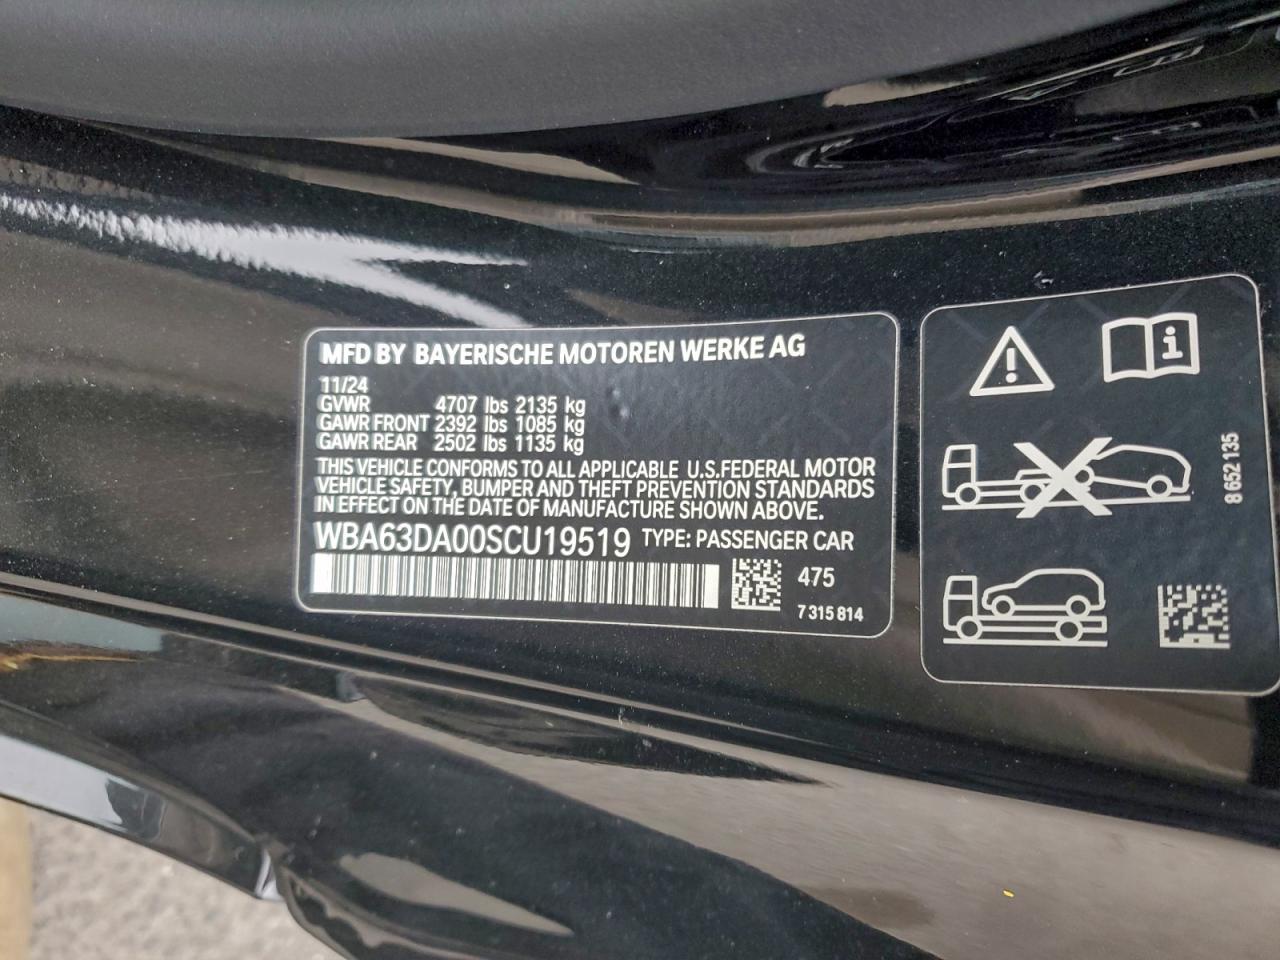 MFD BY BAYERISCHE MOTOREN WERKE AG
11/24
GVWR 4707 lbs 2135 kg
GAWR FRONT 2392 lbs 1085 kg
GAWR REAR 2502 lbs 1135 kg
THIS VEHICLE CONFORMS TO ALL APPLICABLE U.S.FEDERAL MOTOR
VEHICLE SAFETY, BUMPER AND THEFT PREVENTION STANDARDS
IN EFFECT ON THE DATE OF MANUFACTURE SHOWN ABOVE.
WBA63DA00SCU19519 TYPE: PASSENGER CAR
475
7 315 814
8 652 135